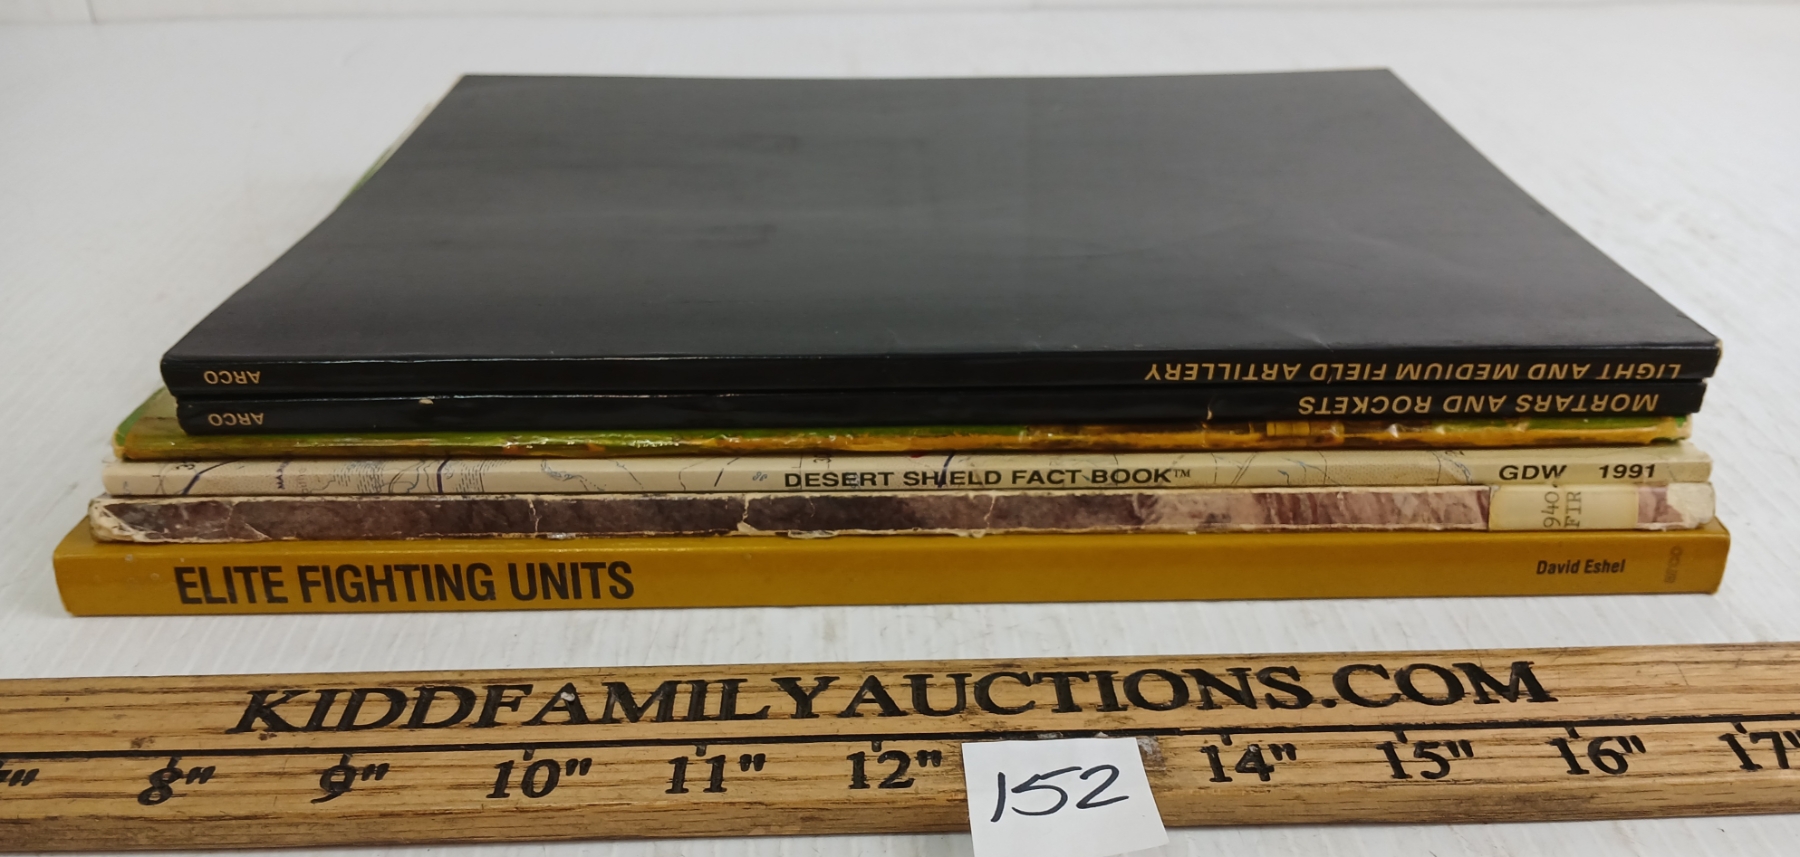 LIGHT AND MEDIUM FIELD ARTILLERY ARCO
MORTARS AND ROCKETS ARCO
DESERT SHIELD FACT BOOK™ GDW 1991
940.
FIR
ELITE FIGHTING UNITS David Eshel arco
KIDDFAMILYAUCTIONS.COM
8" 9" 10" 11" 12" 14" 15" 16" 17"
152